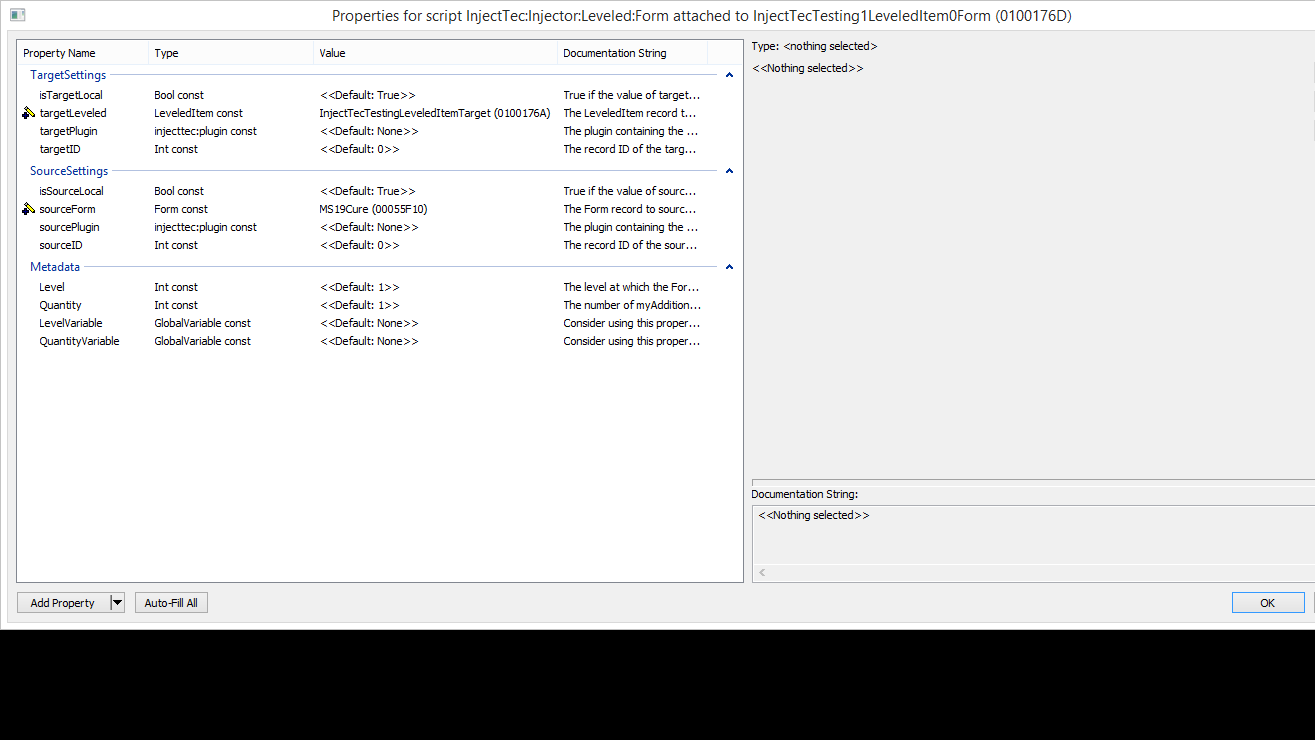 Properties for script InjectTec:Injector:Leveled:Form attached to InjectTecTesting1LeveledItem0Form (0100176D)
Property Name Type Value Documentation String
TargetSettings
isTargetLocal Bool const <<Default: True>> True if the value of target...
targetLeveled LeveledItem const InjectTecTestingLeveledItemTarget (0100176A) The LeveledItem record t...
targetPlugin injecttec:plugin const <<Default: None>> The plugin containing the ...
targetID Int const <<Default: 0>> The record ID of the targ...
SourceSettings
isSourceLocal Bool const <<Default: True>> True if the value of sourc...
sourceForm Form const MS19Cure (00055F10) The Form record to sourc...
sourcePlugin injecttec:plugin const <<Default: None>> The plugin containing the ...
sourceID Int const <<Default: 0>> The record ID of the sour...
Metadata
Level Int const <<Default: 1>> The level at which the For...
Quantity Int const <<Default: 1>> The number of myAddition...
LevelVariable GlobalVariable const <<Default: None>> Consider using this proper...
QuantityVariable GlobalVariable const <<Default: None>> Consider using this proper...
Type: <nothing selected>
<<Nothing selected>>
Documentation String:
<<Nothing selected>>
Add Property Auto-Fill All OK